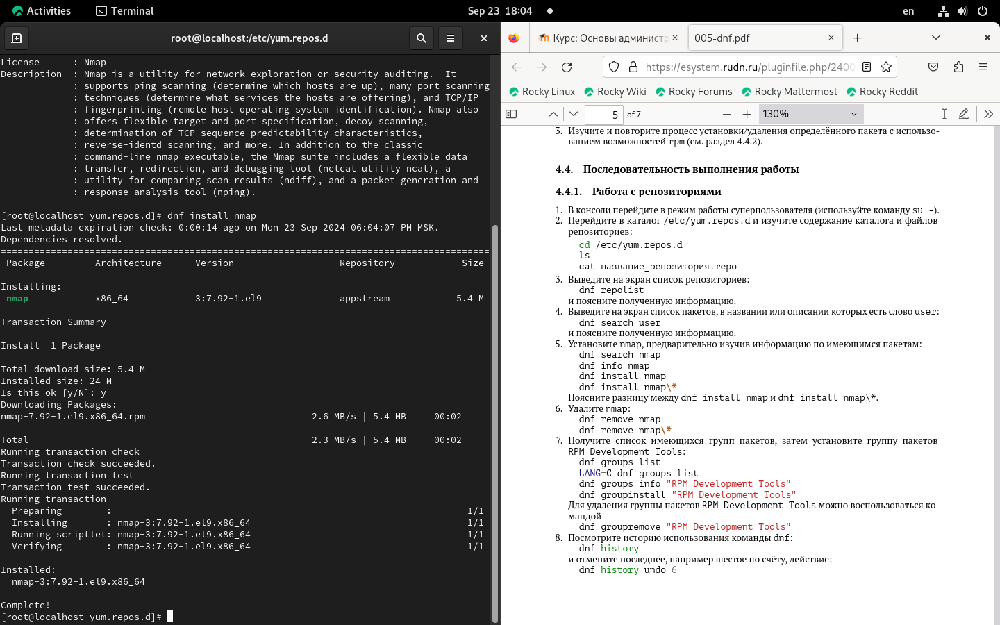 Activities
Terminal
Sep 23 18:04
en
root@localhost:/etc/yum.repos.d
License      : Nmap
Description  : Nmap is a utility for network exploration or security auditing.  It
             : supports ping scanning (determine which hosts are up), many port scanning
             : techniques (determine what services the hosts are offering), and TCP/IP
             : fingerprinting (remote host operating system identification). Nmap also
             : offers flexible target and port specification, decoy scanning,
             : determination of TCP sequence predictability characteristics,
             : reverse-identd scanning, and more. In addition to the classic
             : command-line nmap executable, the Nmap suite includes a flexible data
             : transfer, redirection, and debugging tool (netcat utility ncat), a
             : utility for comparing scan results (ndiff), and a packet generation and
             : response analysis tool (nping).
[root@localhost yum.repos.d]# dnf install nmap
Last metadata expiration check: 0:00:14 ago on Mon 23 Sep 2024 06:04:07 PM MSK.
Dependencies resolved.
Package         Architecture      Version                   Repository            Size
Installing:
nmap            x86_64            3:7.92-1.el9              appstream            5.4 M
Transaction Summary
Install  1 Package
Total download size: 5.4 M
Installed size: 24 M
Is this ok [y/N]: y
Downloading Packages:
nmap-7.92-1.el9.x86_64.rpm                              2.6 MB/s | 5.4 MB     00:02
Total                                                   2.3 MB/s | 5.4 MB     00:02
Running transaction check
Transaction check succeeded.
Running transaction test
Transaction test succeeded.
Running transaction
  Preparing        :                                                                1/1
  Installing       : nmap-3:7.92-1.el9.x86_64                                       1/1
  Running scriptlet: nmap-3:7.92-1.el9.x86_64                                       1/1
  Verifying        : nmap-3:7.92-1.el9.x86_64                                       1/1
Installed:
  nmap-3:7.92-1.el9.x86_64
Complete!
[root@localhost yum.repos.d]#
Курс: Основы администр
005-dnf.pdf
https://esystem.rudn.ru/pluginfile.php/2400
Rocky Linux
Rocky Wiki
Rocky Forums
Rocky Mattermost
Rocky Reddit
5 of 7
130%
3. Изучите и повторите процесс установки/удаления определённого пакета с использо-
ванием возможностей rpm (см. раздел 4.4.2).
4.4. Последовательность выполнения работы
4.4.1. Работа с репозиториями
1. В консоли перейдите в режим работы суперпользователя (используйте команду su -).
2. Перейдите в каталог /etc/yum.repos.d и изучите содержание каталога и файлов
репозиториев:
cd /etc/yum.repos.d
ls
cat название_репозитория.repo
3. Выведите на экран список репозиториев:
dnf repolist
и поясните полученную информацию.
4. Выведите на экран список пакетов, в названии или описании которых есть слово user:
dnf search user
и поясните полученную информацию.
5. Установите nmap, предварительно изучив информацию по имеющимся пакетам:
dnf search nmap
dnf info nmap
dnf install nmap
dnf install nmap\*
Поясните разницу между dnf install nmap и dnf install nmap\*.
6. Удалите nmap:
dnf remove nmap
dnf remove nmap\*
7. Получите список имеющихся групп пакетов, затем установите группу пакетов
RPM Development Tools:
dnf groups list
LANG=C dnf groups list
dnf groups info "RPM Development Tools"
dnf groupinstall "RPM Development Tools"
Для удаления группы пакетов RPM Development Tools можно воспользоваться ко-
мандой
dnf groupremove "RPM Development Tools"
8. Посмотрите историю использования команды dnf:
dnf history
и отмените последнее, например шестое по счёту, действие:
dnf history undo 6